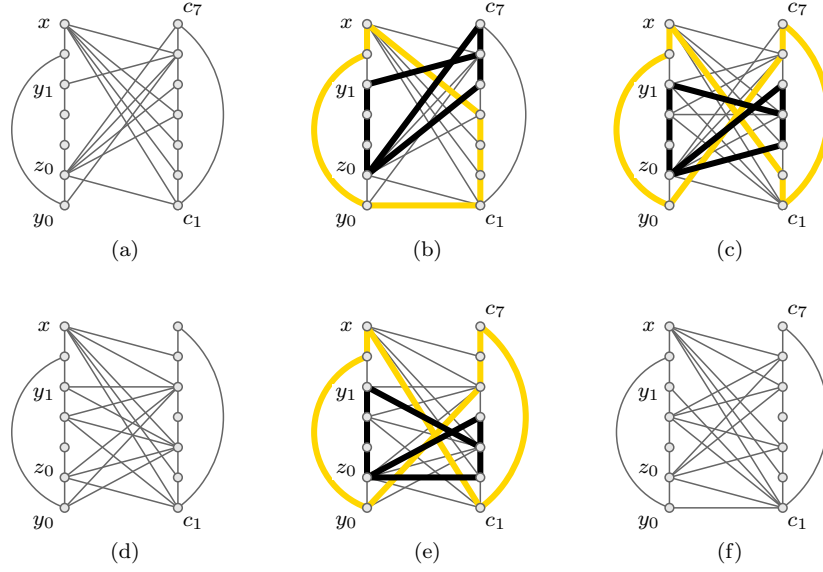 x c₇ c₇
y₁ x y₁ x y₁
z₀ z₀ z₀
y₀ c₁ y₀ c₁ y₀ c₁
(a) (b) (c)
x x c₇ c₇
y₁ y₁ y₁
z₀ z₀ z₀
y₀ c₁ y₀ c₁ y₀ c₁
(d) (e) (f)